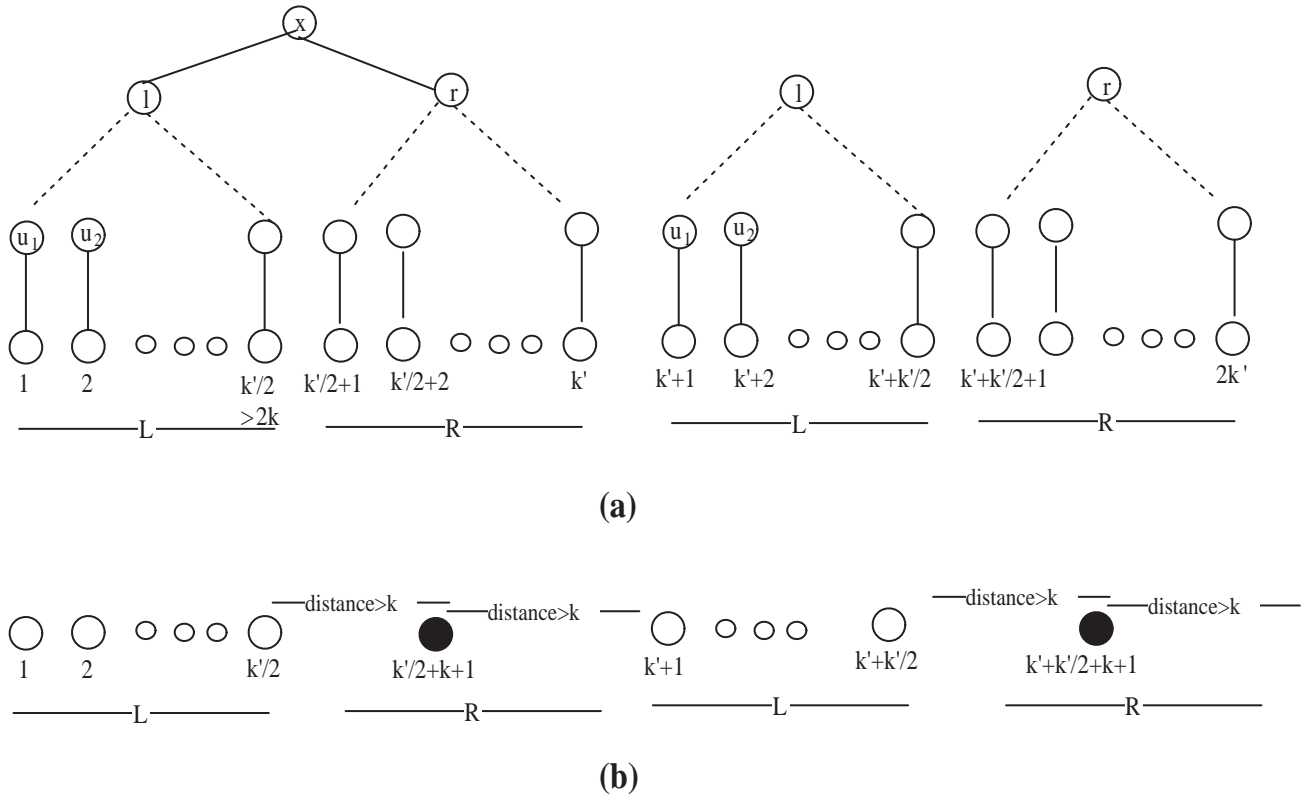 x
l r l r
u1 u2 u1 u2
1 2 k'/2 k'/2+1 k'/2+2 k' k'+1 k'+2 k'+k'/2 k'+k'/2+1 2k'
>2k
L R L R
(a)
distance>k distance>k distance>k distance>k
1 2 k'/2 k'/2+k+1 k'+1 k'+k'/2 k'+k'/2+k+1
L R L R
(b)